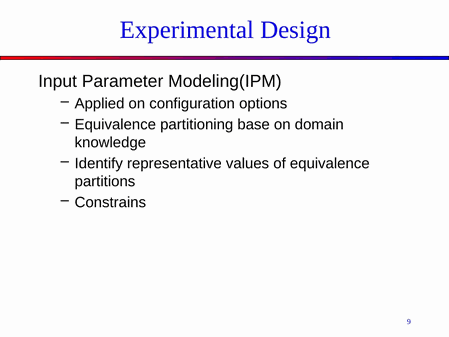 Experimental Design
Input Parameter Modeling(IPM)
– Applied on configuration options
– Equivalence partitioning base on domain
knowledge
– Identify representative values of equivalence
partitions
– Constrains
9